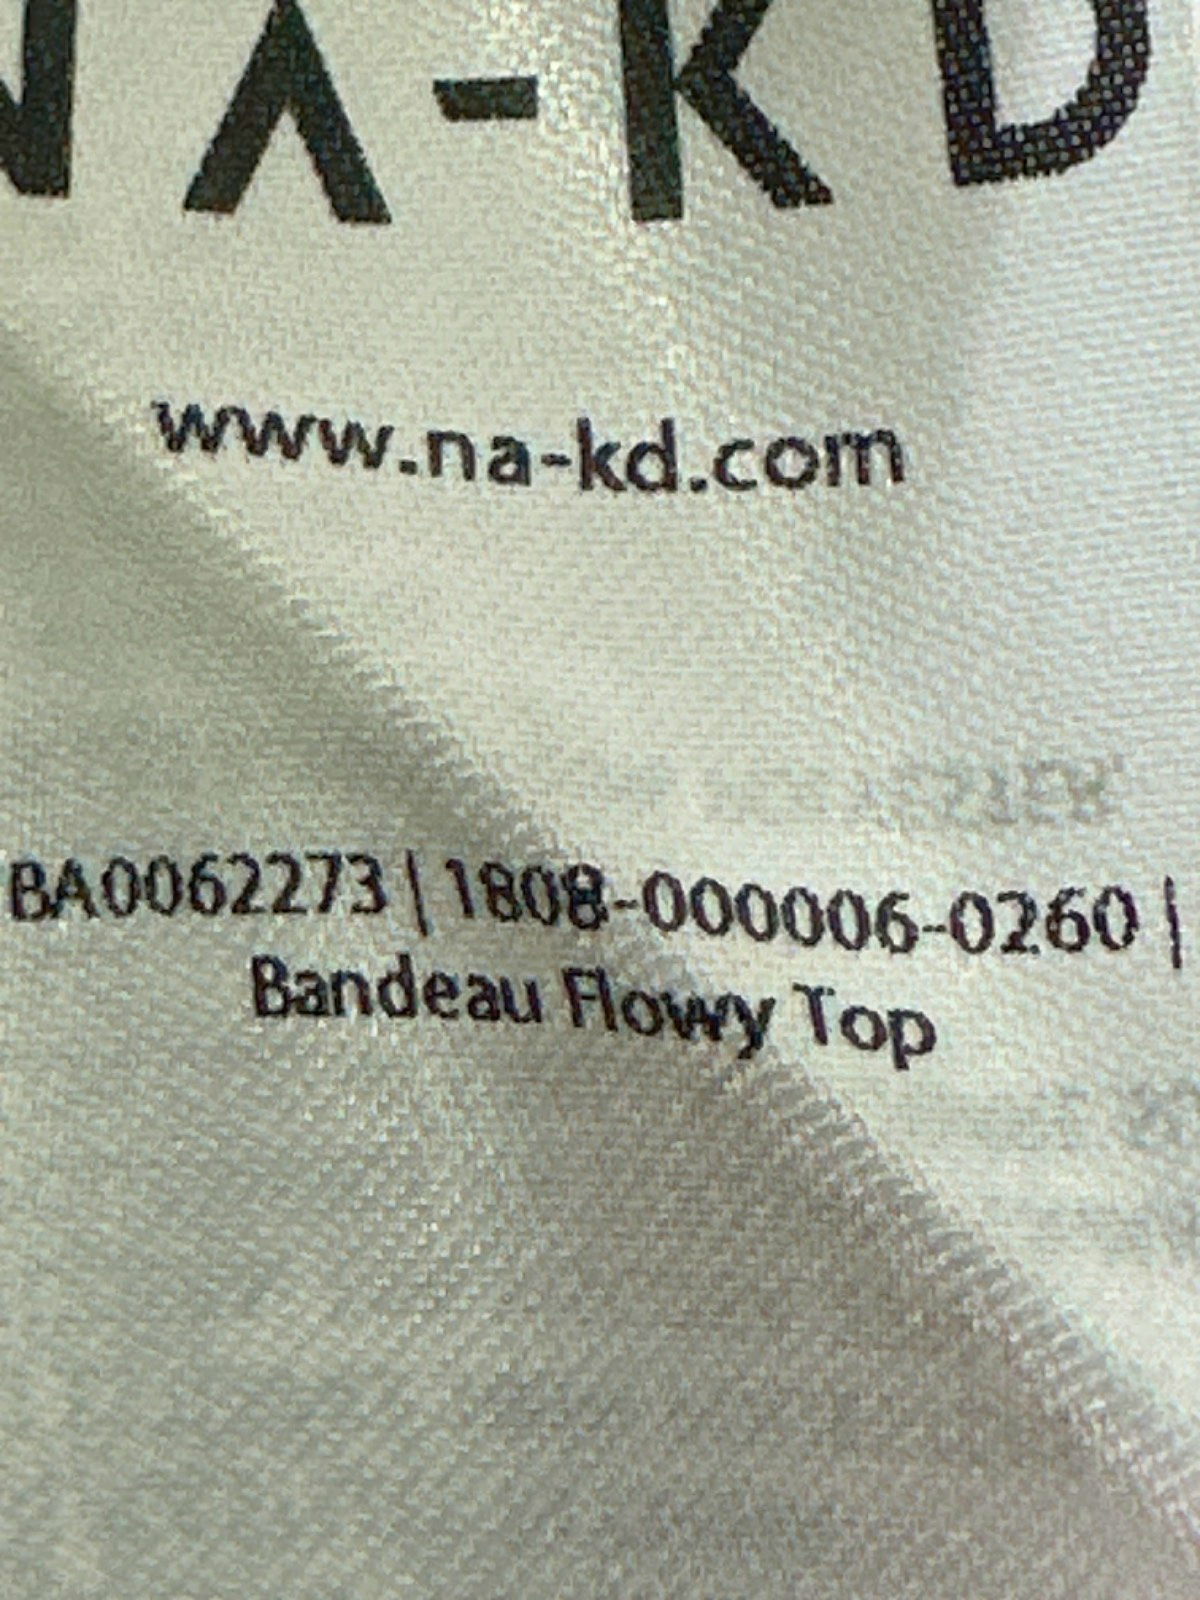 NA-KD
www.na-kd.com
BA0062273 | 1808-000006-0260 |
Bandeau Flowy Top